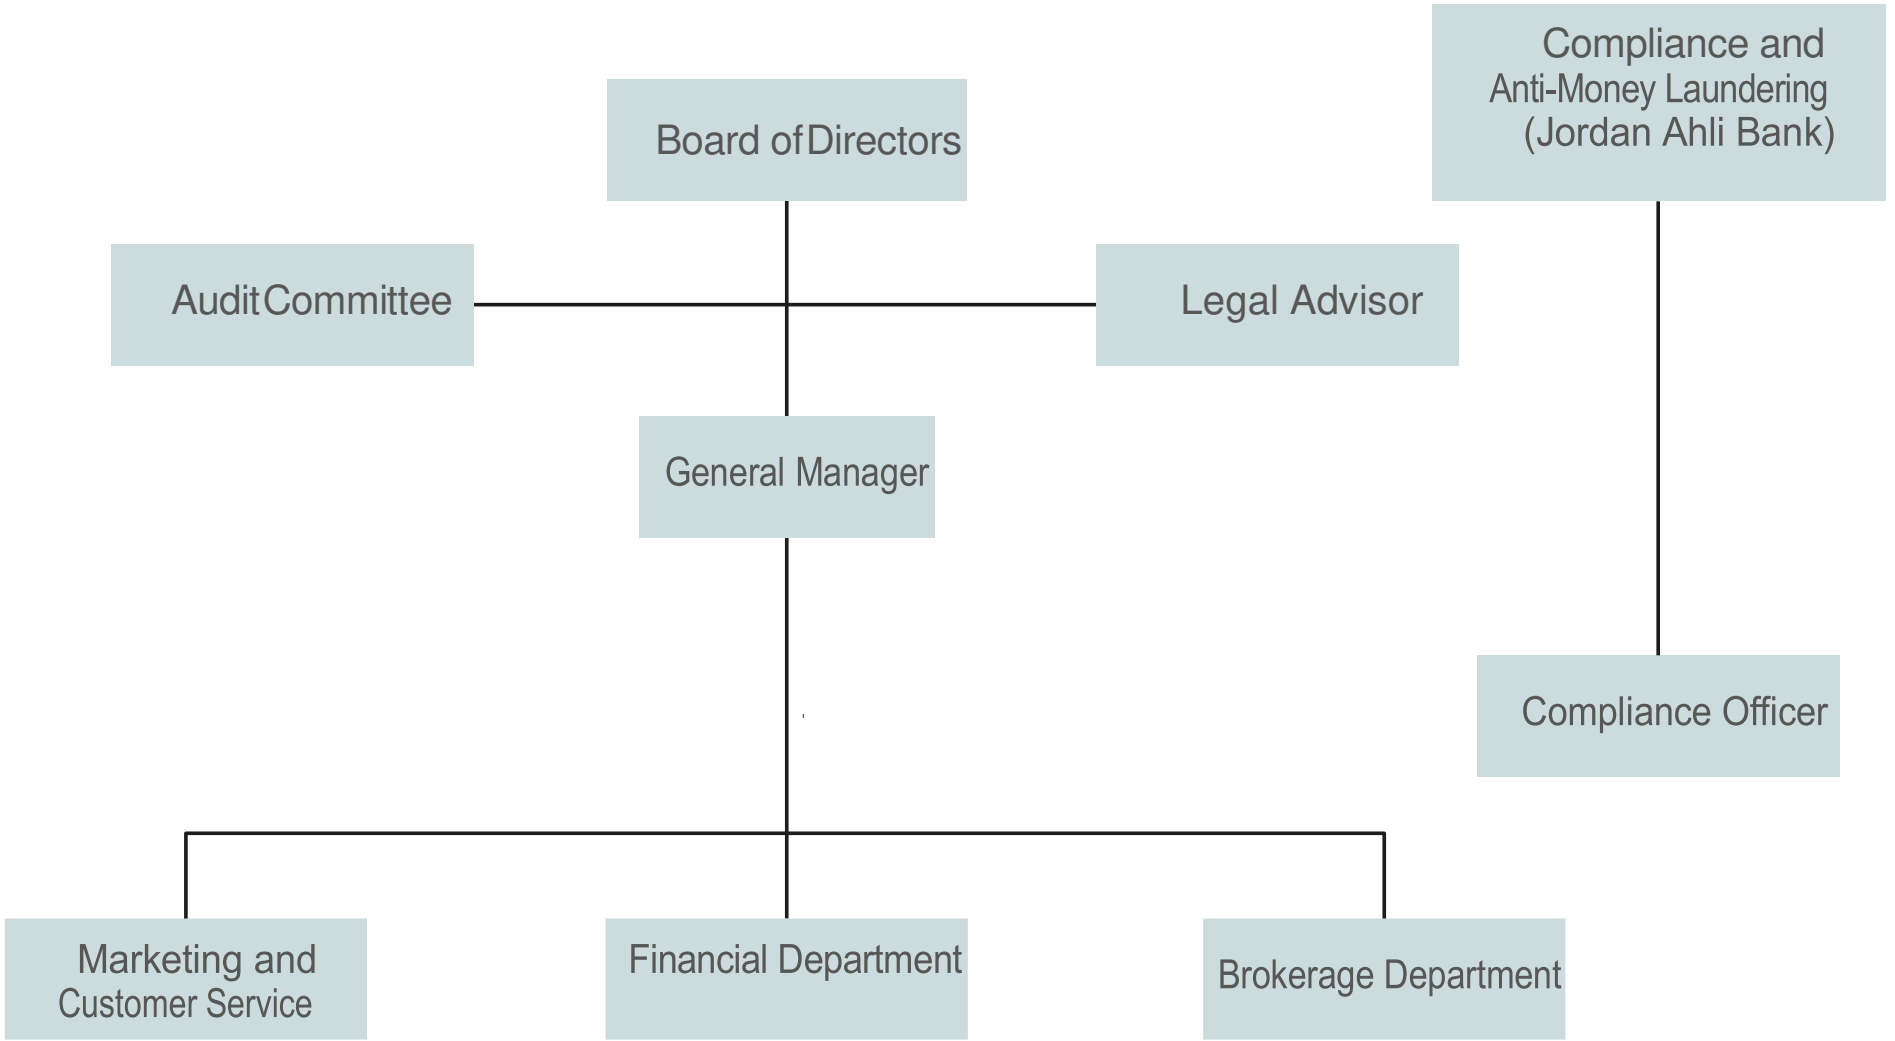 Compliance and
Anti-Money Laundering
(Jordan Ahli Bank)
Board of Directors
Audit Committee
Legal Advisor
General Manager
Compliance Officer
Marketing and
Customer Service
Financial Department
Brokerage Department